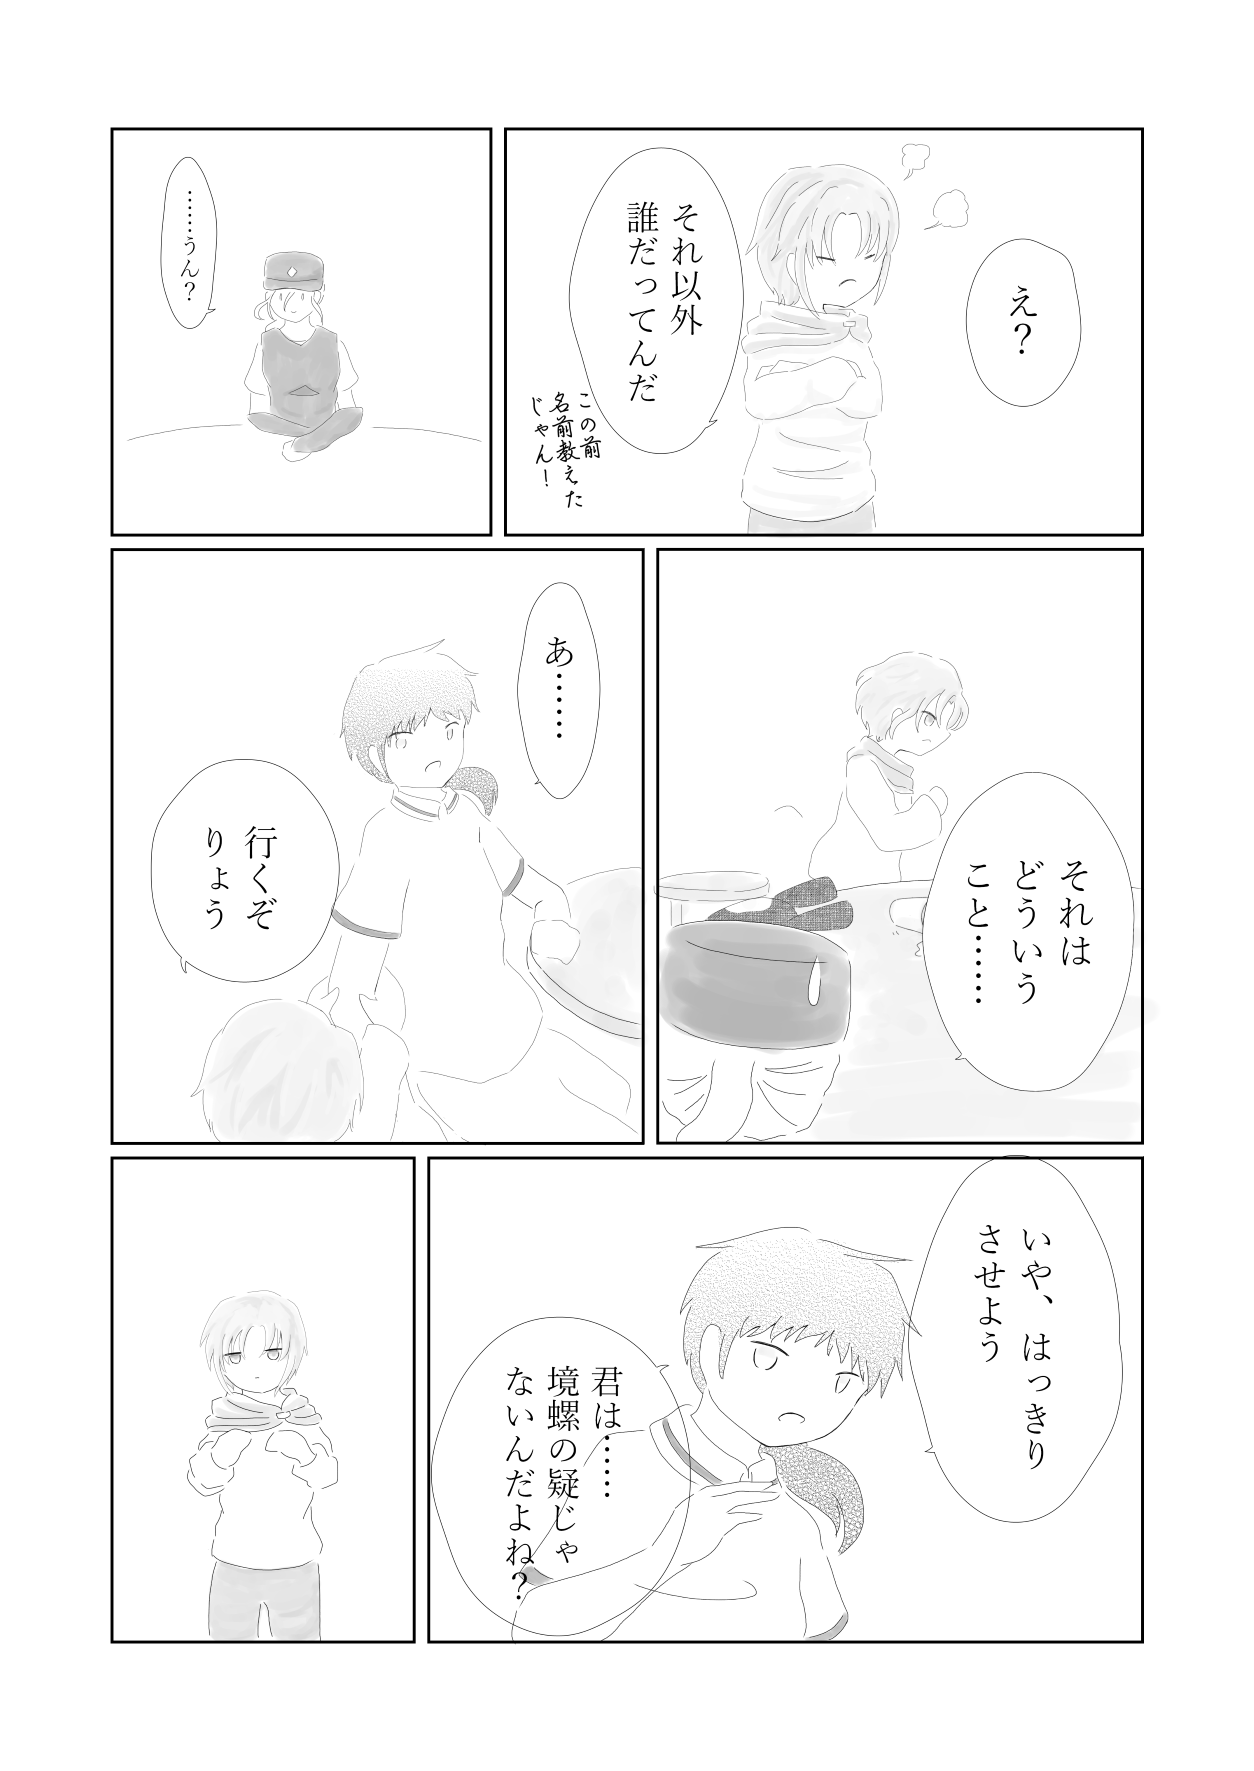 え？
それ以外
誰だってんだ
この前
名前教えた
じゃん！
……うん？
それは
どういう
こと……
あ……
行くぞ
りょう
いや、はっきり
させよう
君は……
境螺の疑じゃ
ないんだよね？